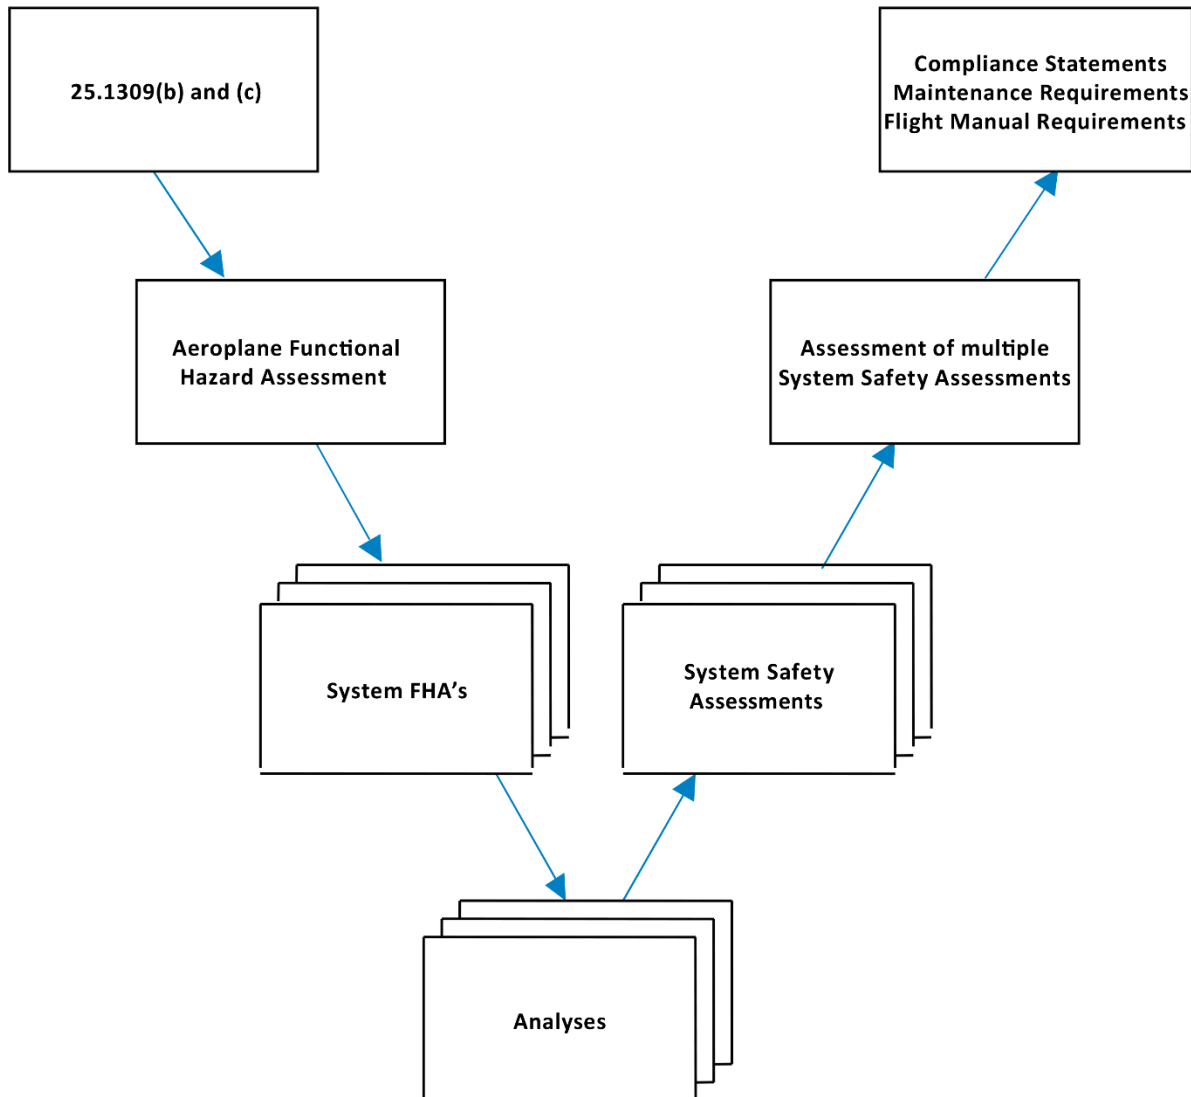 25.1309(b) and (c)
Compliance Statements
Maintenance Requirements
Flight Manual Requirements
Aeroplane Functional
Hazard Assessment
Assessment of multiple
System Safety Assessments
System FHA’s
System Safety
Assessments
Analyses